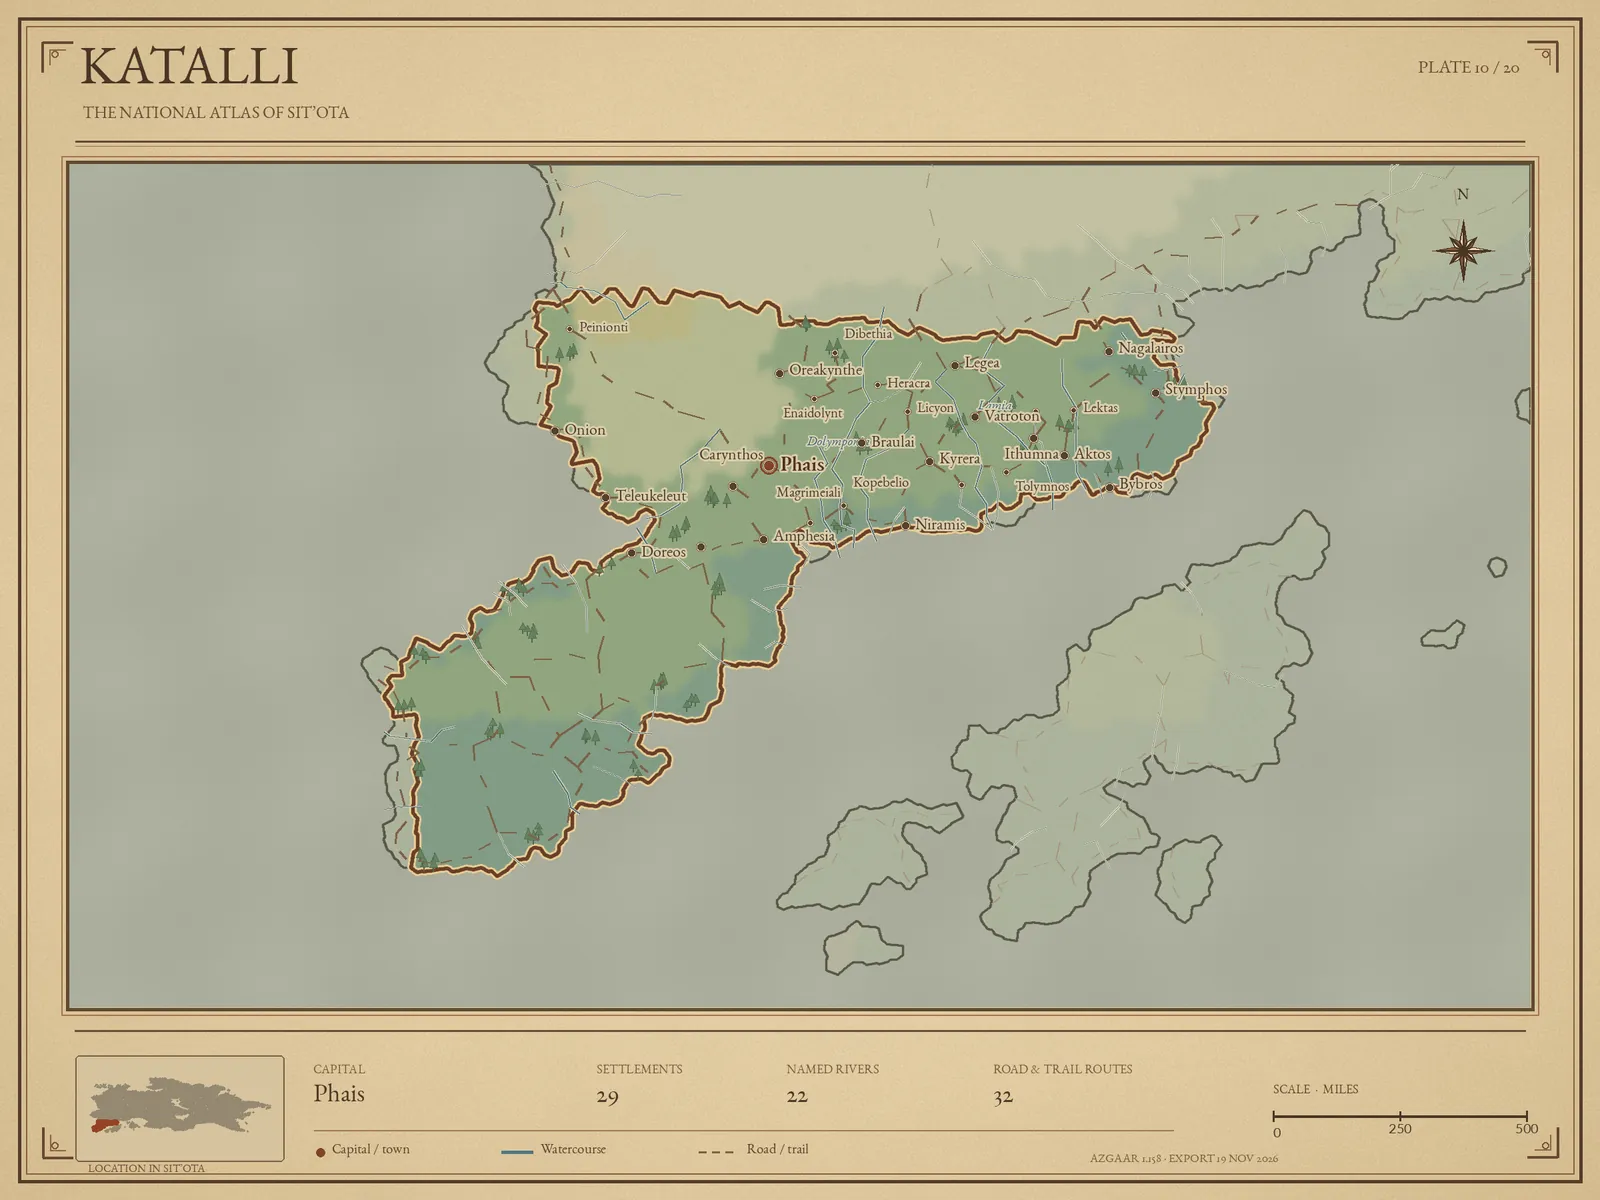 KATALLI
PLATE 10 / 20
THE NATIONAL ATLAS OF SIT'OTA
N
Peinionti
Dibethia
Nagalairos
Oreakynthe
Legea
Heracra
Stymphos
Enaidolynt
Licyon
Lamia
Vatroton
Lektas
Onion
Dolympor
Braulai
Carynthos
Phais
Kyrera
Ithumna
Aktos
Kopebelio
Tolymnos
Bybros
Teleukeleut
Magrimeiali
Niramis
Amphesia
Doreos
CAPITAL
Phais
SETTLEMENTS
29
NAMED RIVERS
22
ROAD & TRAIL ROUTES
32
SCALE · MILES
0 250 500
Capital / town
Watercourse
Road / trail
AZGAAR 1.158 · EXPORT 19 NOV 2026
LOCATION IN SIT'OTA